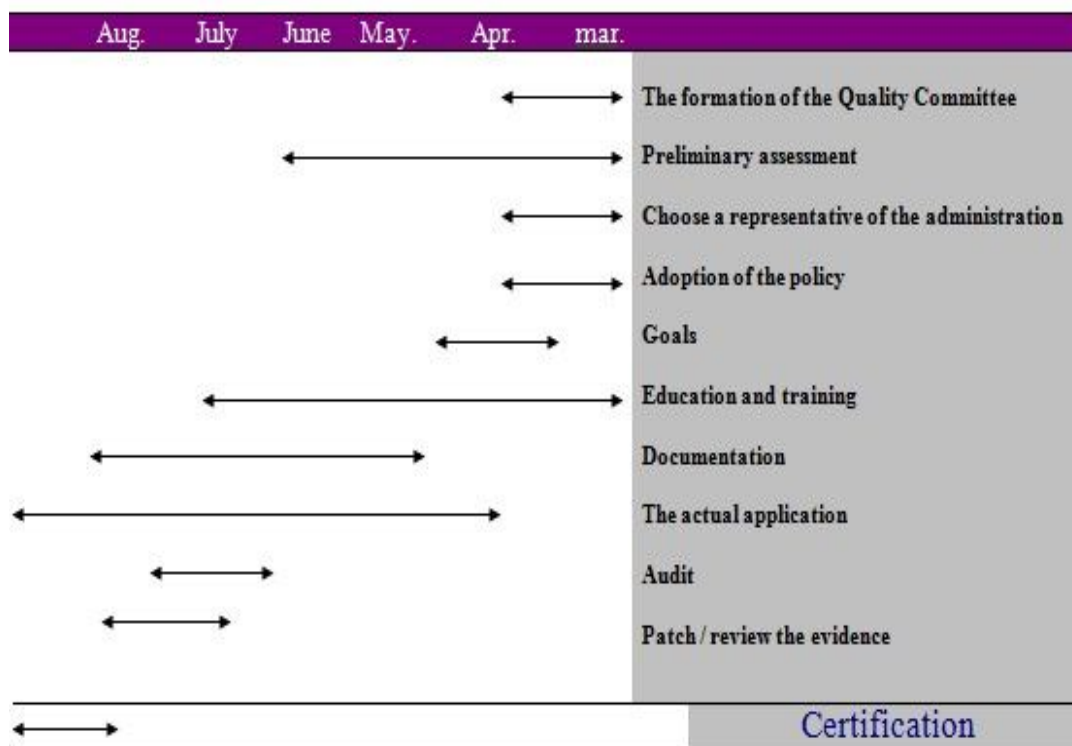 Aug. July June May. Apr. mar.
The formation of the Quality Committee
Preliminary assessment
Choose a representative of the administration
Adoption of the policy
Goals
Education and training
Documentation
The actual application
Audit
Patch / review the evidence
Certification